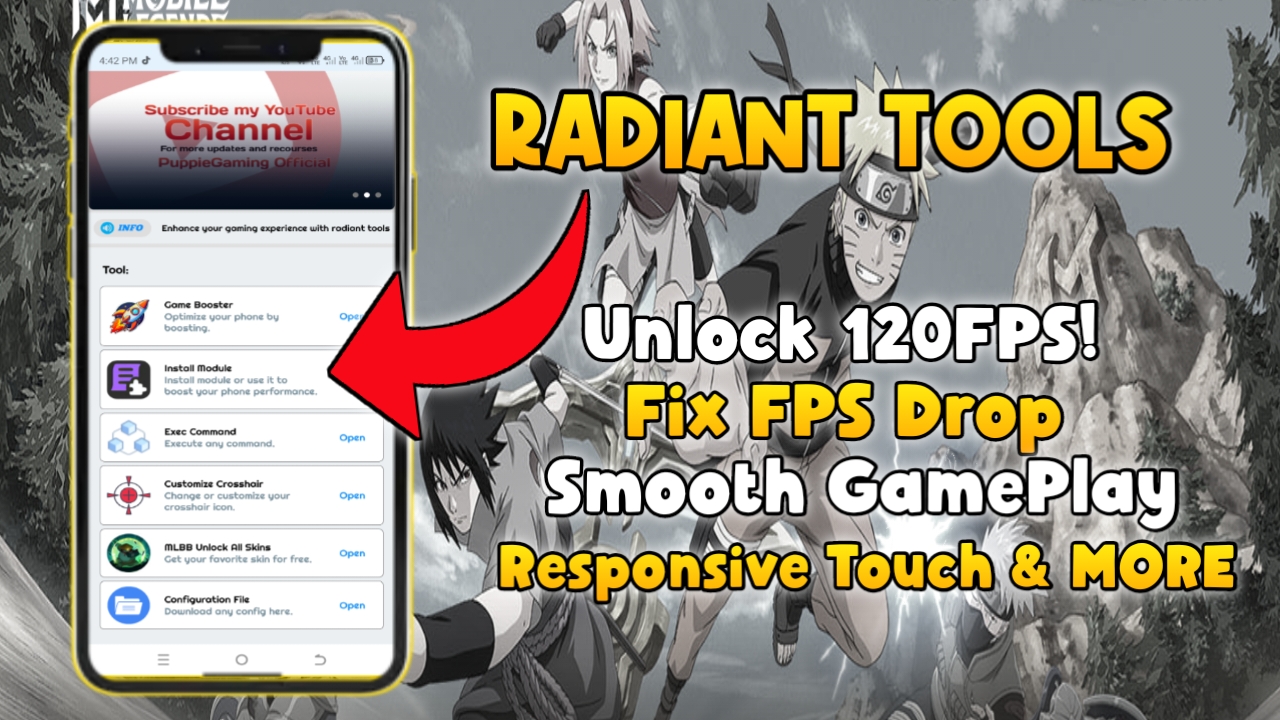 MOBILE
LEGENDS
4:42 PM
Subscribe my YouTube
Channel
For more updates and recourses
PuppieGaming Official
INFO
Enhance your gaming experience with radiant tools
Tool:
Game Booster
Optimize your phone by
boosting.
Open
Install Module
Install module or use it to
boost your phone performance.
Exec Command
Execute any command.
Open
Customize Crosshair
Change or customize your
crosshair icon.
Open
MLBB Unlock All Skins
Get your favorite skin for free.
Open
Configuration File
Download any config here.
Open
RADIANT TOOLS
Unlock 120FPS!
Fix FPS Drop
Smooth GamePlay
Responsive Touch & MORE